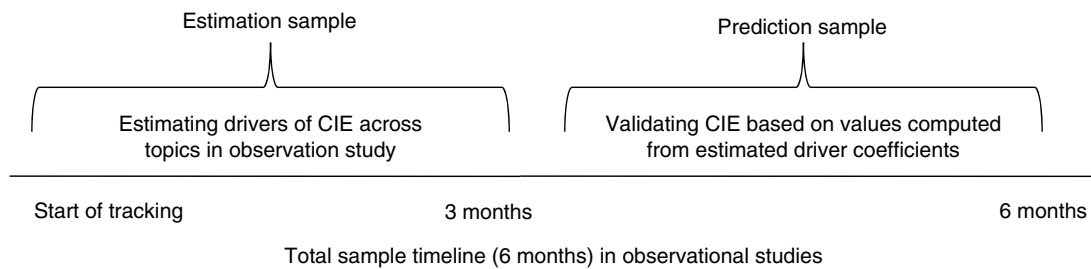 Estimation sample
Prediction sample
Estimating drivers of CIE across
topics in observation study
Validating CIE based on values computed
from estimated driver coefficients
Start of tracking
3 months
6 months
Total sample timeline (6 months) in observational studies